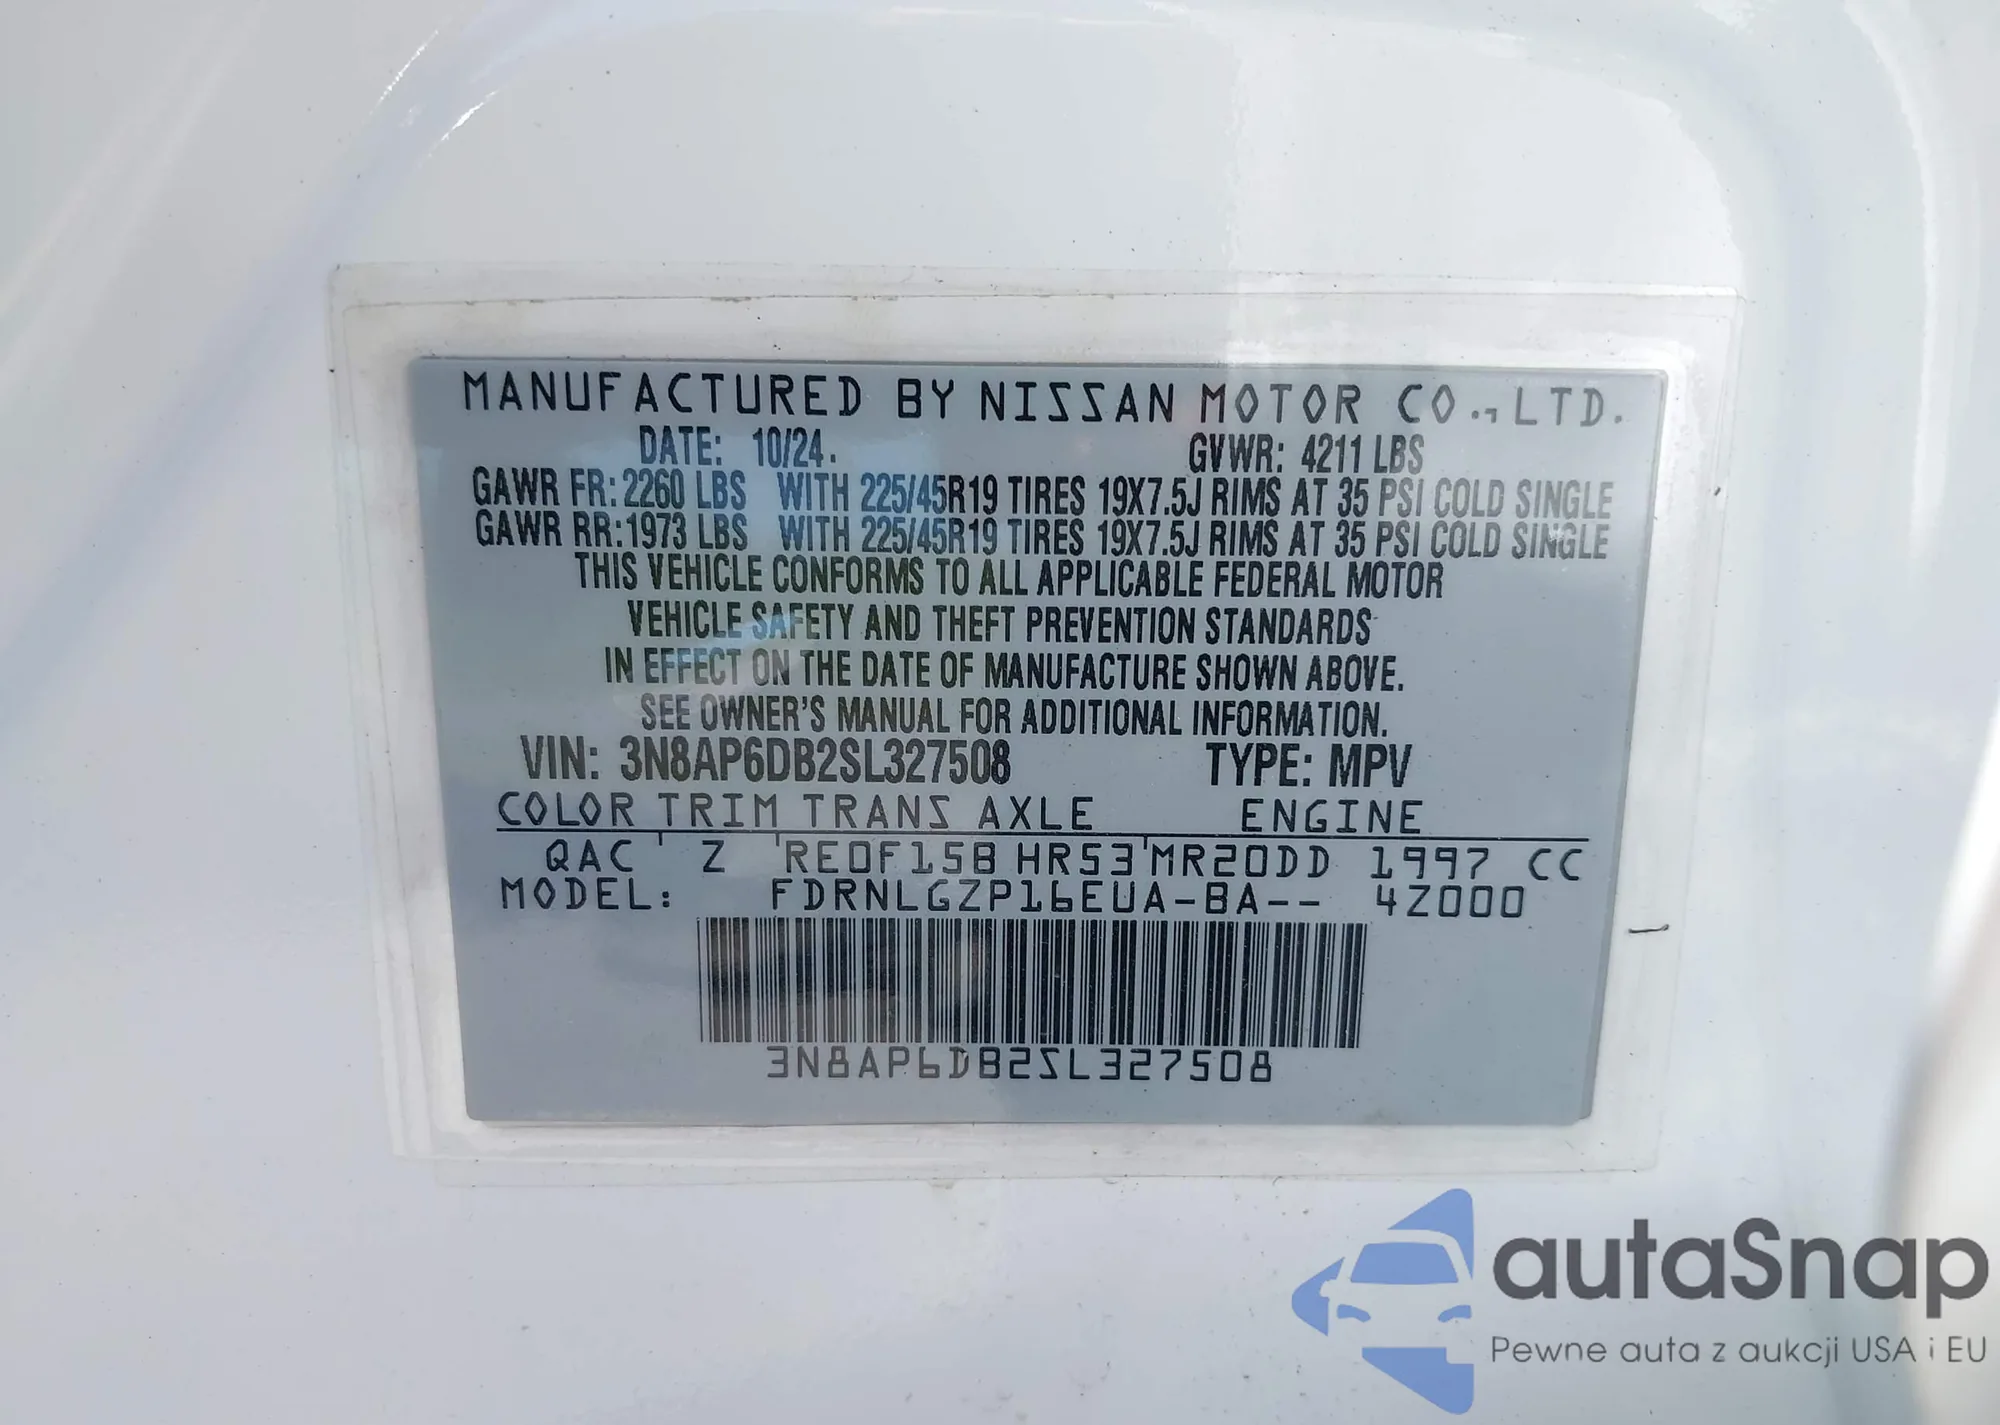 MANUFACTURED BY NISSAN MOTOR CO., LTD.
DATE: 10/24. GVWR: 4211 LBS
GAWR FR: 2260 LBS WITH 225/45R19 TIRES 19X7.5J RIMS AT 35 PSI COLD SINGLE
GAWR RR: 1973 LBS WITH 225/45R19 TIRES 19X7.5J RIMS AT 35 PSI COLD SINGLE
THIS VEHICLE CONFORMS TO ALL APPLICABLE FEDERAL MOTOR
VEHICLE SAFETY AND THEFT PREVENTION STANDARDS
IN EFFECT ON THE DATE OF MANUFACTURE SHOWN ABOVE.
SEE OWNER'S MANUAL FOR ADDITIONAL INFORMATION.
VIN: 3N8AP6DB2SL327508 TYPE: MPV
COLOR TRIM TRANS AXLE ENGINE
QAC Z RE0F15B HR53 MR20DD 1997 CC
MODEL: FDRNLGZP16EUA-BA-- 4Z000
3N8AP6DB2SL327508
autaSnap
Pewne auta z aukcji USA i EU